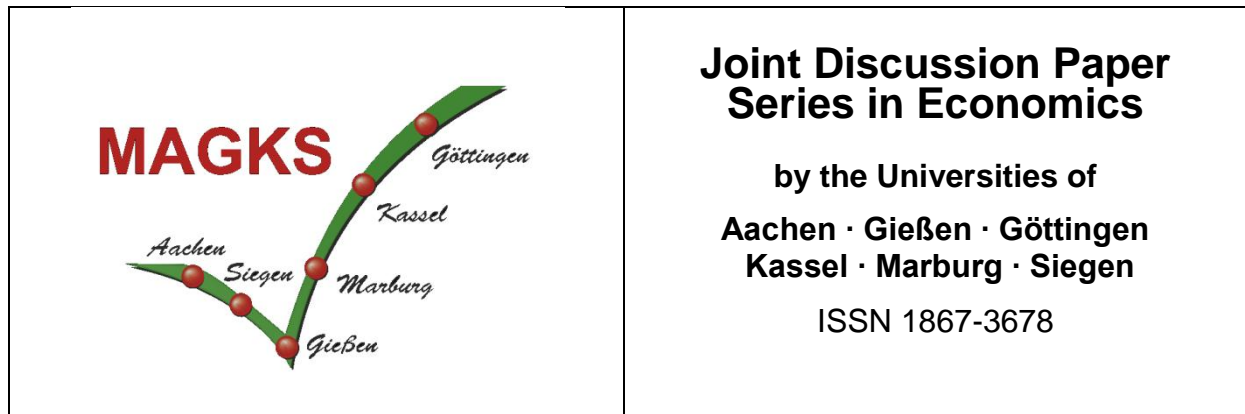 MAGKS
Göttingen
Kassel
Aachen
Siegen
Marburg
Gießen
Joint Discussion Paper
Series in Economics
by the Universities of
Aachen · Gießen · Göttingen
Kassel · Marburg · Siegen
ISSN 1867-3678